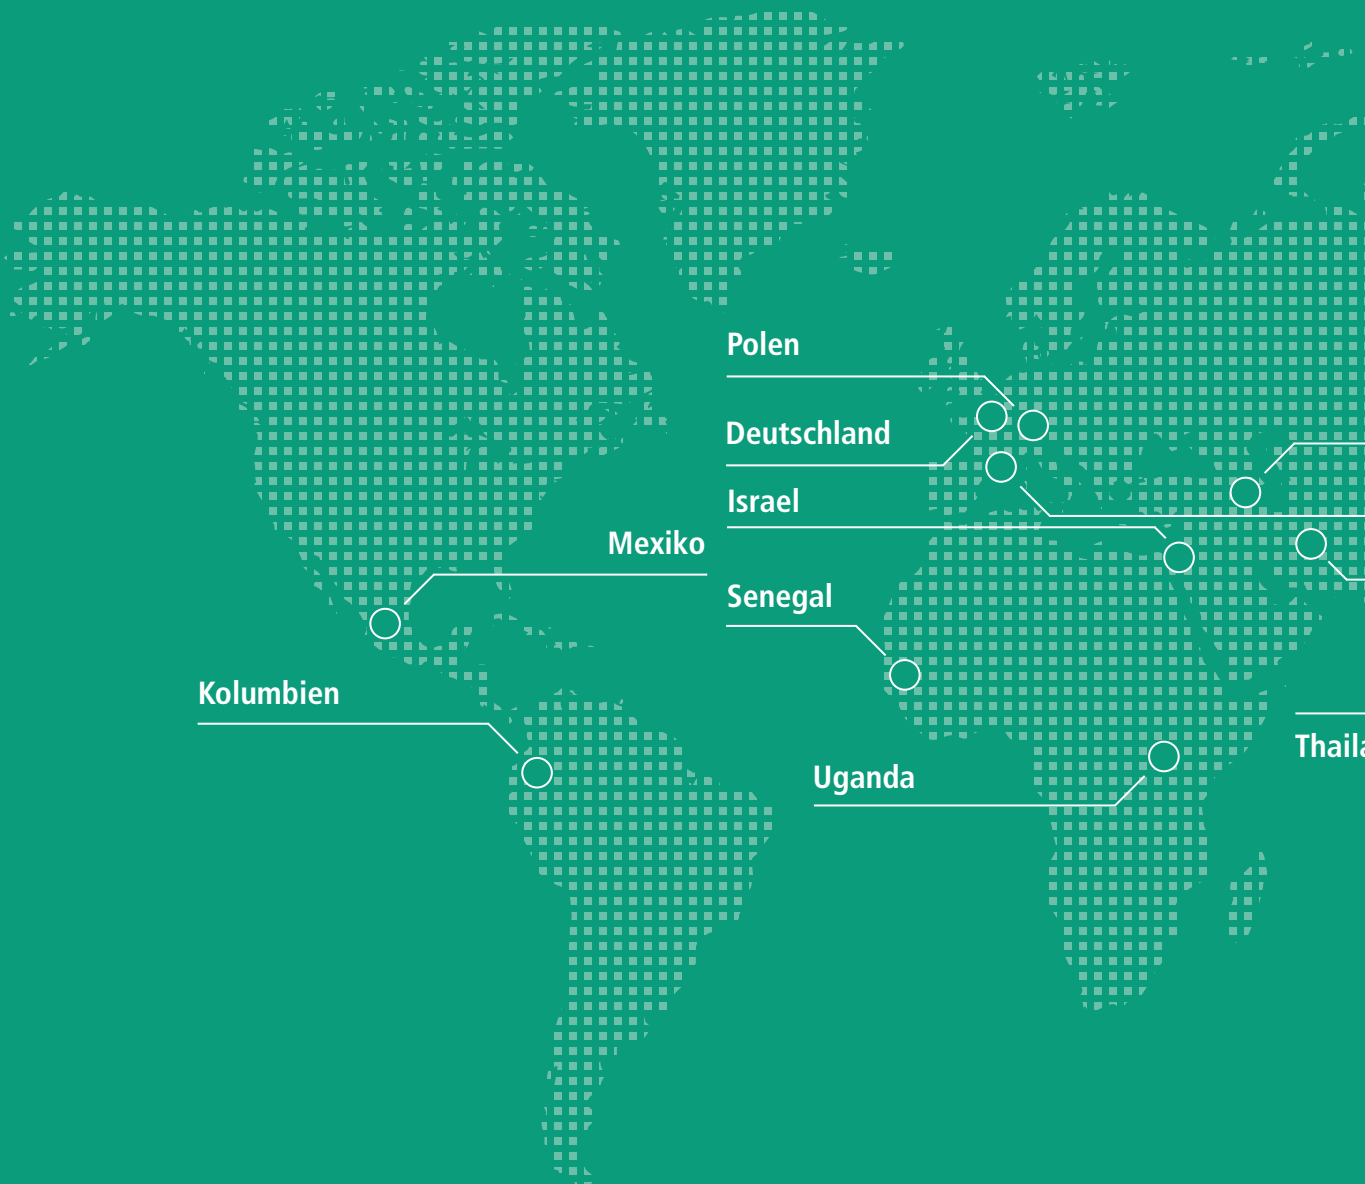 Polen
Deutschland
Israel
Mexiko
Senegal
Kolumbien
Uganda